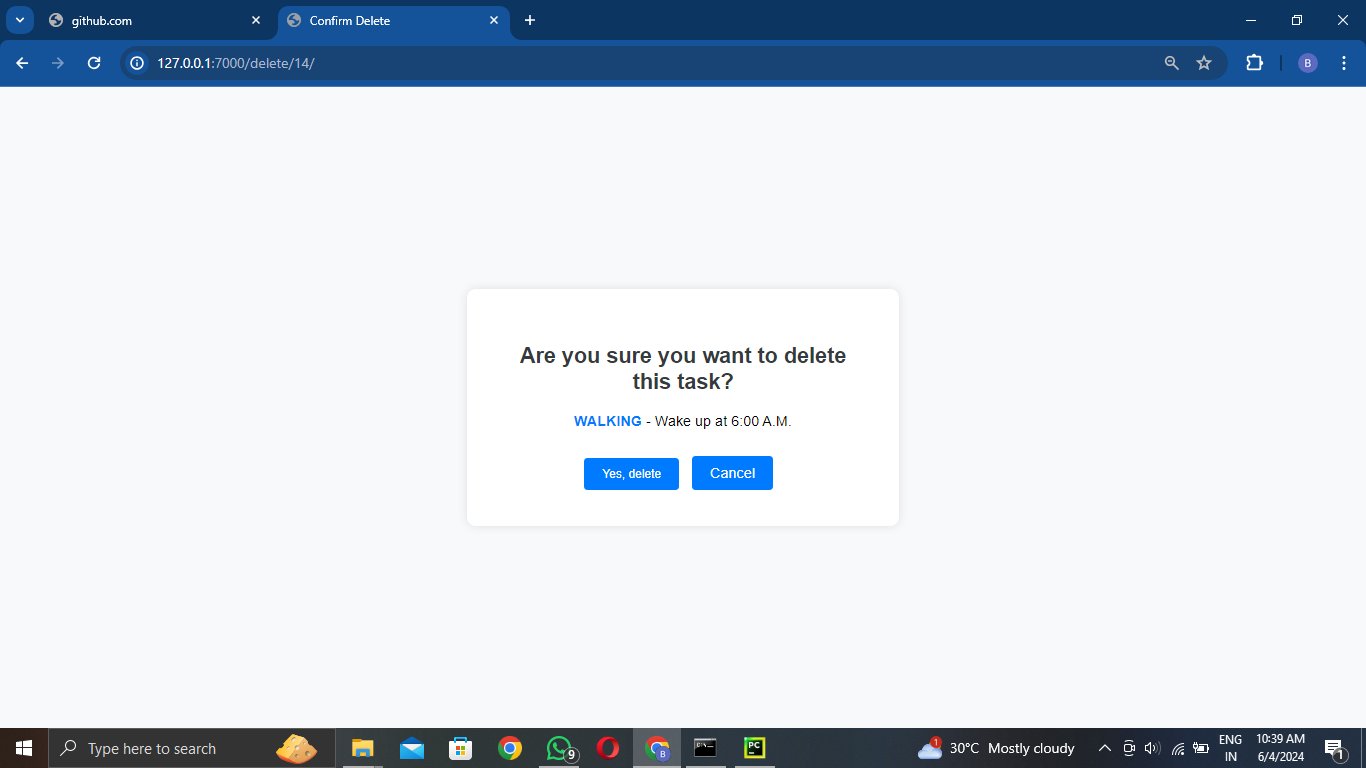 github.com
Confirm Delete
127.0.0.1:7000/delete/14/
B
Are you sure you want to delete
this task?
WALKING - Wake up at 6:00 A.M.
Yes, delete
Cancel
Type here to search
9
B
PC
1
30°C Mostly cloudy
ENG
IN
10:39 AM
6/4/2024
1